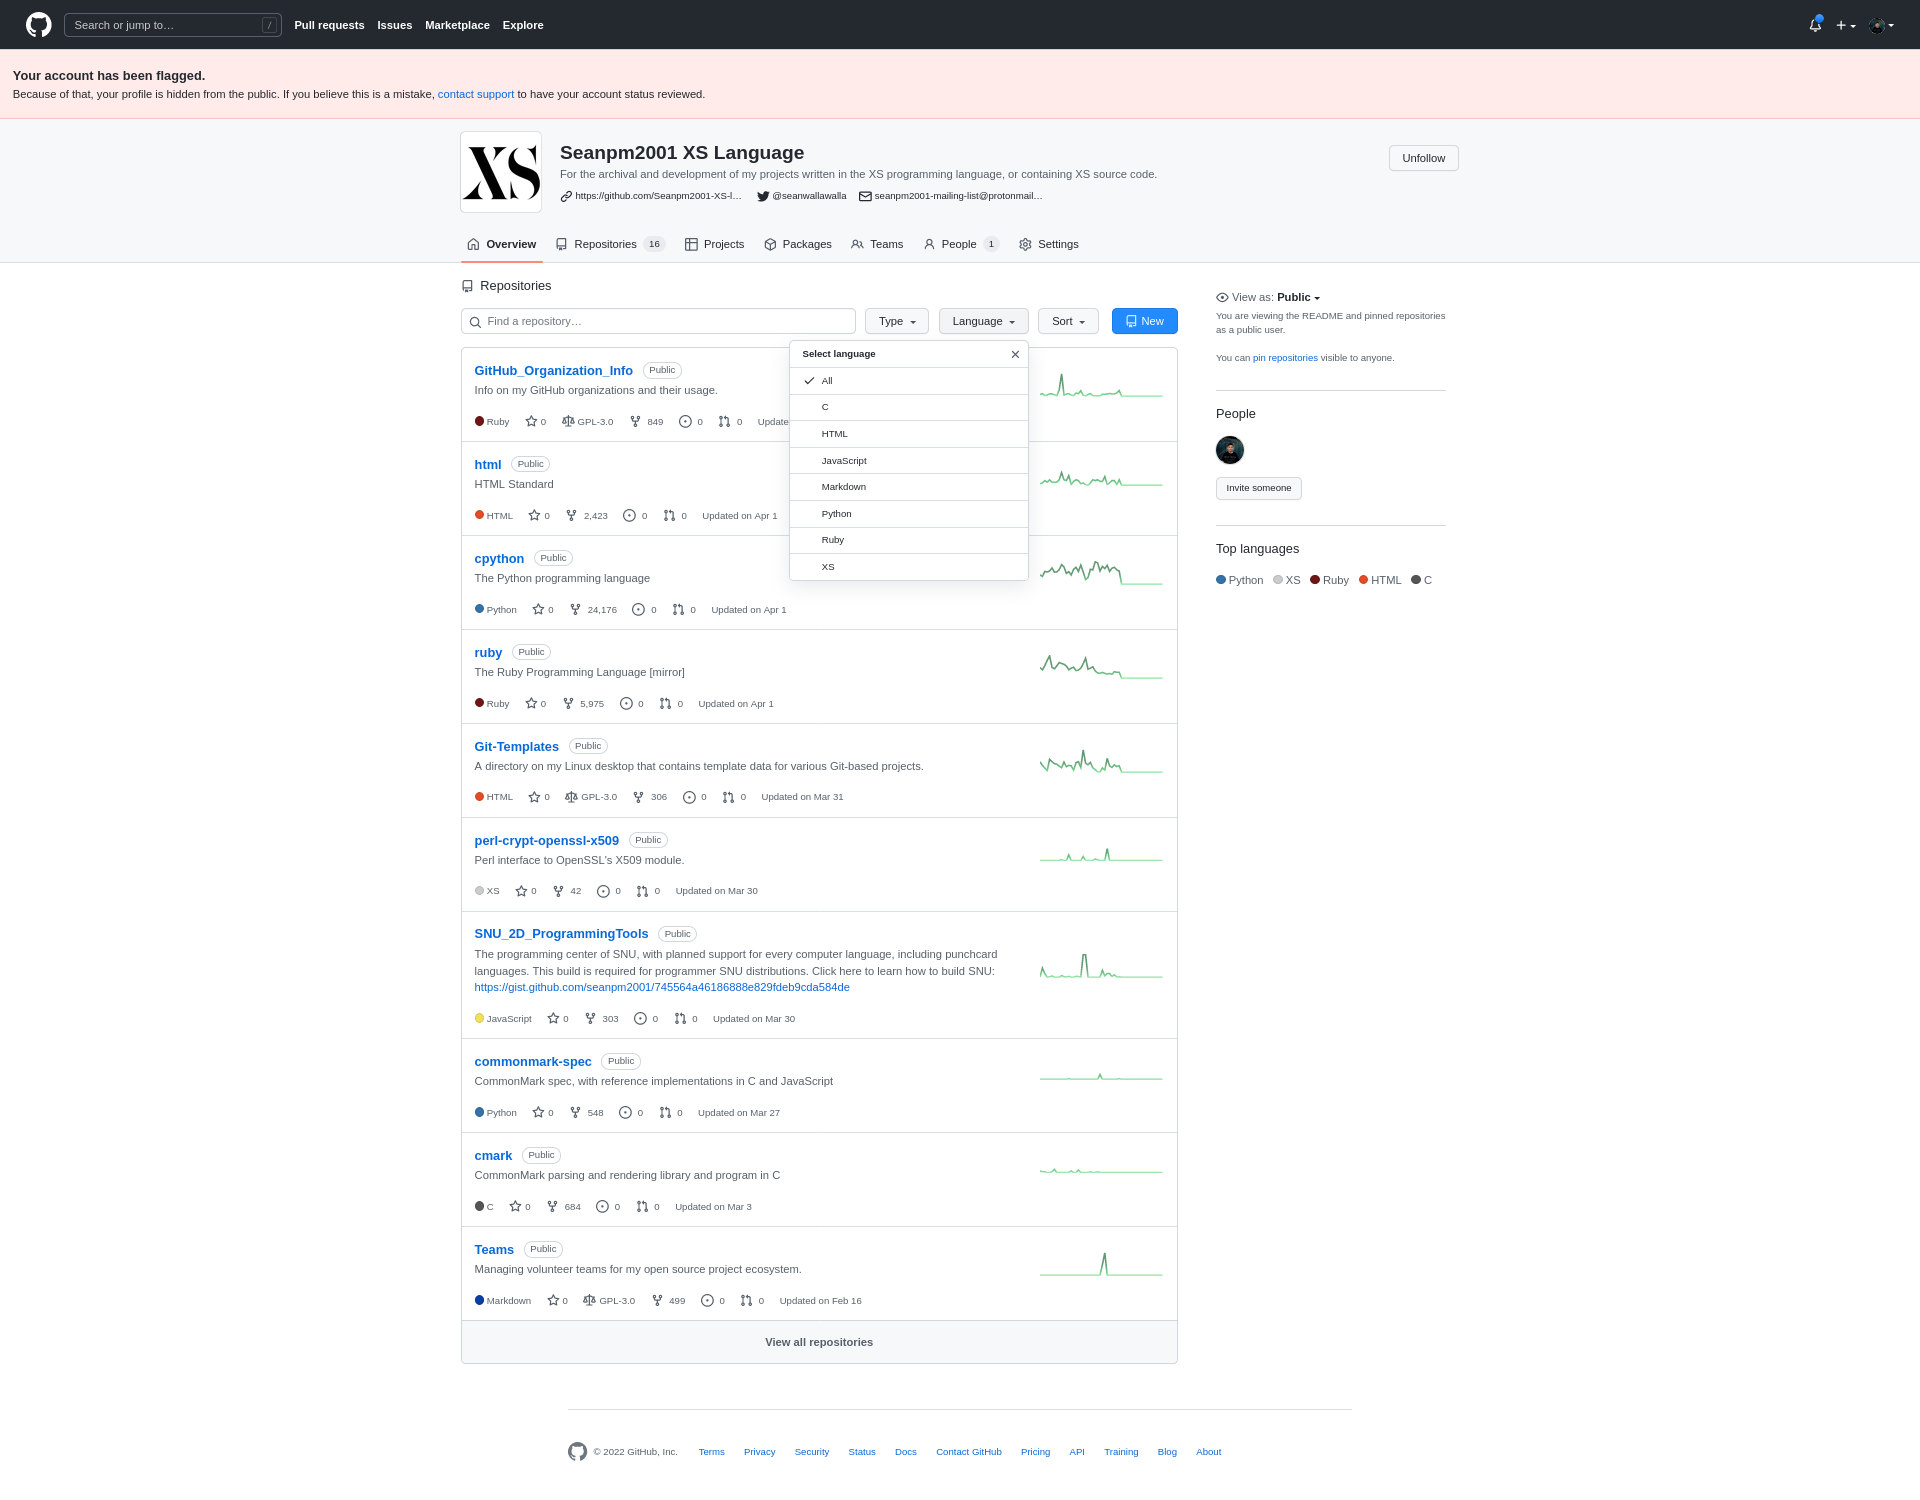 Search or jump to… /
Pull requests Issues Marketplace Explore
Your account has been flagged.
Because of that, your profile is hidden from the public. If you believe this is a mistake, contact support to have your account status reviewed.
XS
Seanpm2001 XS Language
For the archival and development of my projects written in the XS programming language, or containing XS source code.
https://github.com/Seanpm2001-XS-l… @seanwallawalla seanpm2001-mailing-list@protonmail…
Unfollow
Overview Repositories 16 Projects Packages Teams People 1 Settings
Repositories
Find a repository… Type Language Sort New
Select language
All
C
HTML
JavaScript
Markdown
Python
Ruby
XS
GitHub_Organization_Info Public
Info on my GitHub organizations and their usage.
Ruby 0 GPL-3.0 849 0 0 Update
html Public
HTML Standard
HTML 0 2,423 0 0 Updated on Apr 1
cpython Public
The Python programming language
Python 0 24,176 0 0 Updated on Apr 1
ruby Public
The Ruby Programming Language [mirror]
Ruby 0 5,975 0 0 Updated on Apr 1
Git-Templates Public
A directory on my Linux desktop that contains template data for various Git-based projects.
HTML 0 GPL-3.0 306 0 0 Updated on Mar 31
perl-crypt-openssl-x509 Public
Perl interface to OpenSSL's X509 module.
XS 0 42 0 0 Updated on Mar 30
SNU_2D_ProgrammingTools Public
The programming center of SNU, with planned support for every computer language, including punchcard
languages. This build is required for programmer SNU distributions. Click here to learn how to build SNU:
https://gist.github.com/seanpm2001/745564a46186888e829fdeb9cda584de
JavaScript 0 303 0 0 Updated on Mar 30
commonmark-spec Public
CommonMark spec, with reference implementations in C and JavaScript
Python 0 548 0 0 Updated on Mar 27
cmark Public
CommonMark parsing and rendering library and program in C
C 0 684 0 0 Updated on Mar 3
Teams Public
Managing volunteer teams for my open source project ecosystem.
Markdown 0 GPL-3.0 499 0 0 Updated on Feb 16
View all repositories
View as: Public
You are viewing the README and pinned repositories
as a public user.
You can pin repositories visible to anyone.
People
Invite someone
Top languages
Python XS Ruby HTML C
© 2022 GitHub, Inc. Terms Privacy Security Status Docs Contact GitHub Pricing API Training Blog About